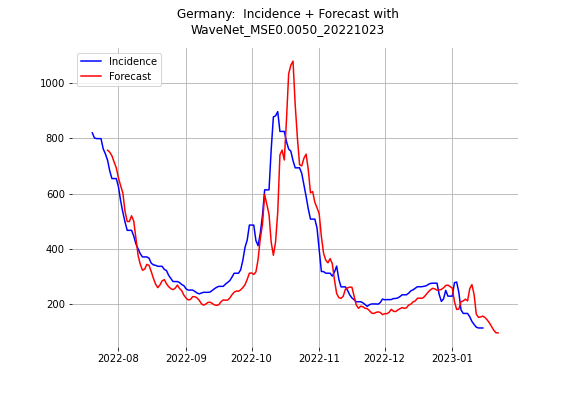 Germany:  Incidence + Forecast with
WaveNet_MSE0.0050_20221023
Incidence
Forecast
1000
800
600
400
200
2022-08
2022-09
2022-10
2022-11
2022-12
2023-01